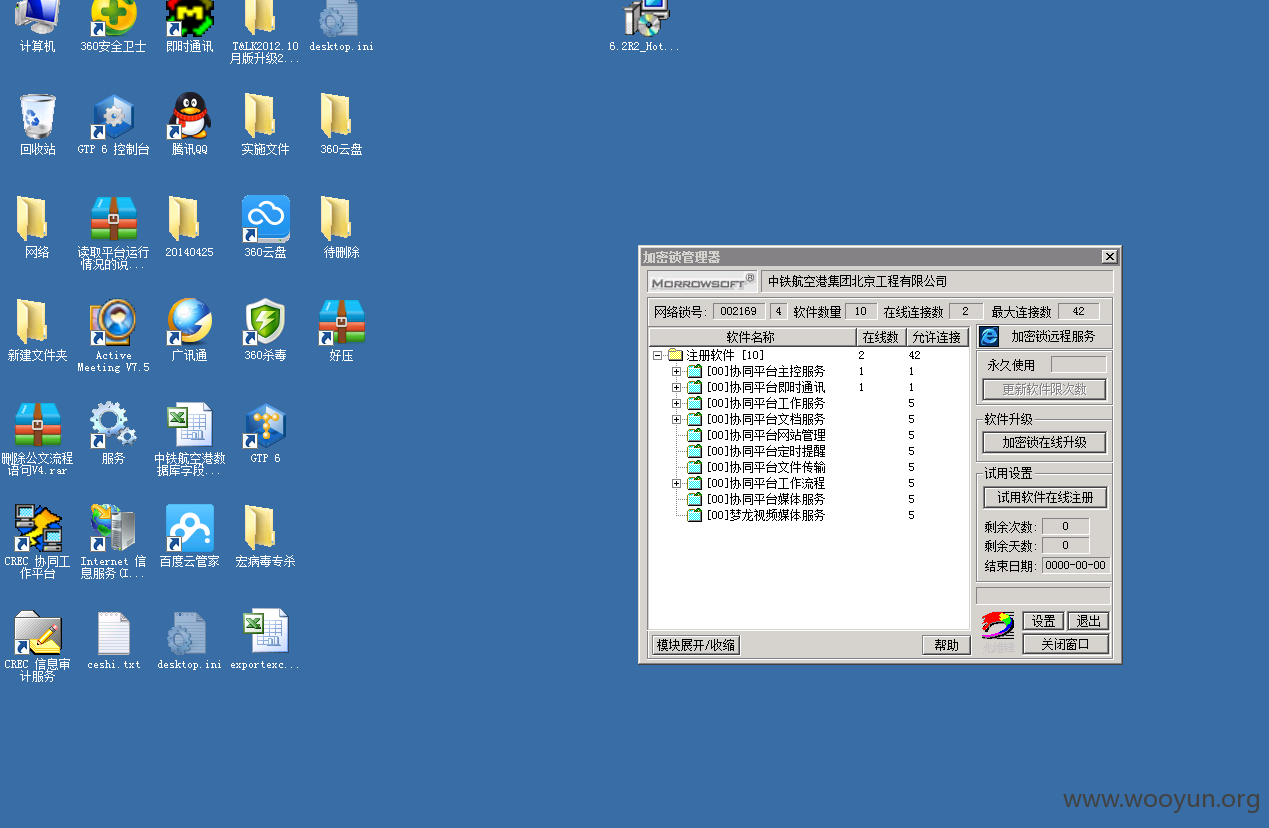 计算机
360安全卫士
即时通讯
T&LK2012.10
月版升级2...
desktop.ini
6.2R2_Hot...
回收站
GTP 6 控制台
腾讯QQ
实施文件
360云盘
网络
读取平台运行
情况的说...
20140425
360云盘
待删除
新建文件夹
Active
Meeting V7.5
广讯通
360杀毒
好压
删除公文流程
语句V4.rar
服务
中铁航空港数
据库字段...
GTP 6
CREC 协同工
作平台
Internet 信
息服务(I...
百度云管家
宏病毒专杀
CREC 信息审
计服务
ceshi.txt
desktop.ini
exportexc...
加密锁管理器
MORROWSOFT®
中铁航空港集团北京工程有限公司
网络锁号: 002169 4 软件数量 10 在线连接数 2 最大连接数 42
软件名称 在线数 允许连接
注册软件 [10] 2 42
[00]协同平台主控服务 1 1
[00]协同平台即时通讯 1 1
[00]协同平台工作服务 5
[00]协同平台文档服务 5
[00]协同平台网站管理 5
[00]协同平台定时提醒 5
[00]协同平台文件传输 5
[00]协同平台工作流程 5
[00]协同平台媒体服务 5
[00]梦龙视频媒体服务 5
加密锁远程服务
永久使用
更新软件限次数
软件升级
加密锁在线升级
试用设置
试用软件在线注册
剩余次数: 0
剩余天数: 0
结束日期: 0000-00-00
设置 退出
模块展开/收缩 帮助 关闭窗口
www.wooyun.org